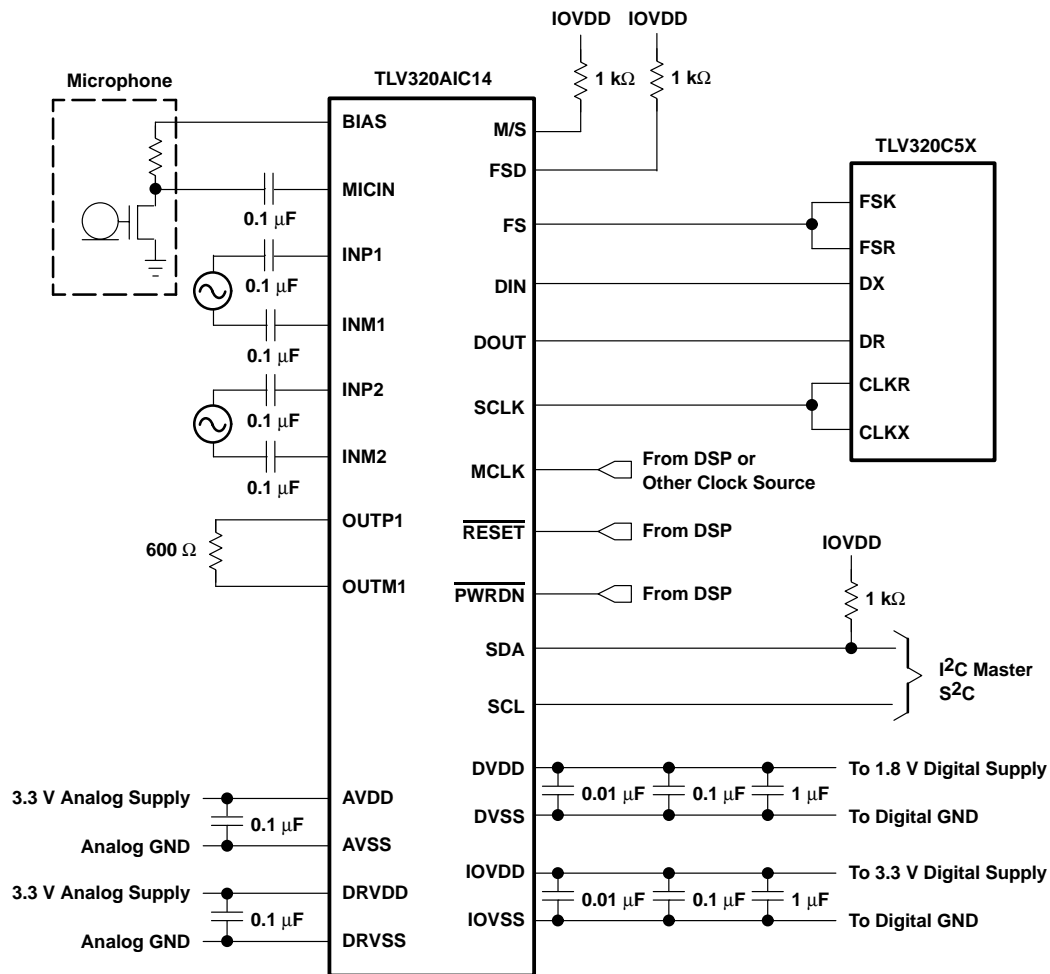 IOVDD IOVDD
1 kΩ 1 kΩ
Microphone
TLV320AIC14
TLV320C5X
BIAS
MICIN
0.1 μF
INP1
0.1 μF
INM1
0.1 μF
INP2
0.1 μF
INM2
0.1 μF
OUTP1
600 Ω
OUTM1
3.3 V Analog Supply
AVDD
0.1 μF
Analog GND
AVSS
3.3 V Analog Supply
DRVDD
0.1 μF
Analog GND
DRVSS
M/S
FSD
FS
DIN
DOUT
SCLK
MCLK
From DSP or
Other Clock Source
RESET
From DSP
PWRDN
From DSP
SDA
SCL
IOVDD
1 kΩ
I2C Master
S2C
FSK
FSR
DX
DR
CLKR
CLKX
DVDD
To 1.8 V Digital Supply
0.01 μF 0.1 μF 1 μF
DVSS
To Digital GND
IOVDD
To 3.3 V Digital Supply
0.01 μF 0.1 μF 1 μF
IOVSS
To Digital GND